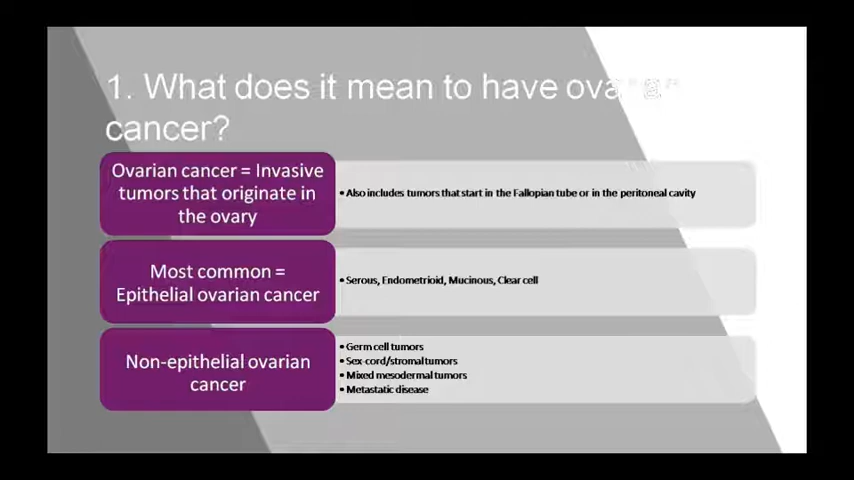 1. What does it mean to have ovarian
cancer?
Ovarian cancer = Invasive
tumors that originate in
the ovary
• Also includes tumors that start in the Fallopian tube or in the peritoneal cavity
Most common =
Epithelial ovarian cancer
• Serous, Endometrioid, Mucinous, Clear cell
Non-epithelial ovarian
cancer
• Germ cell tumors
• Sex-cord/stromal tumors
• Mixed mesodermal tumors
• Metastatic disease